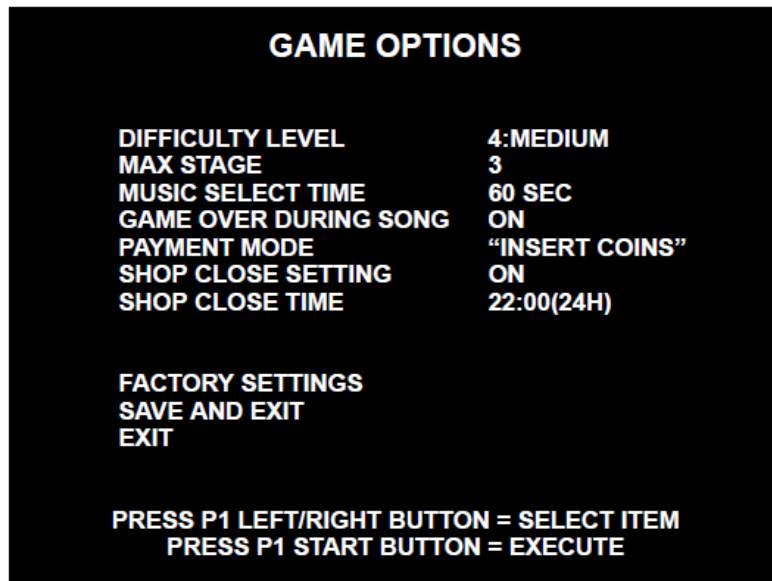 GAME OPTIONS
DIFFICULTY LEVEL 4:MEDIUM
MAX STAGE 3
MUSIC SELECT TIME 60 SEC
GAME OVER DURING SONG ON
PAYMENT MODE “INSERT COINS”
SHOP CLOSE SETTING ON
SHOP CLOSE TIME 22:00(24H)
FACTORY SETTINGS
SAVE AND EXIT
EXIT
PRESS P1 LEFT/RIGHT BUTTON = SELECT ITEM
PRESS P1 START BUTTON = EXECUTE